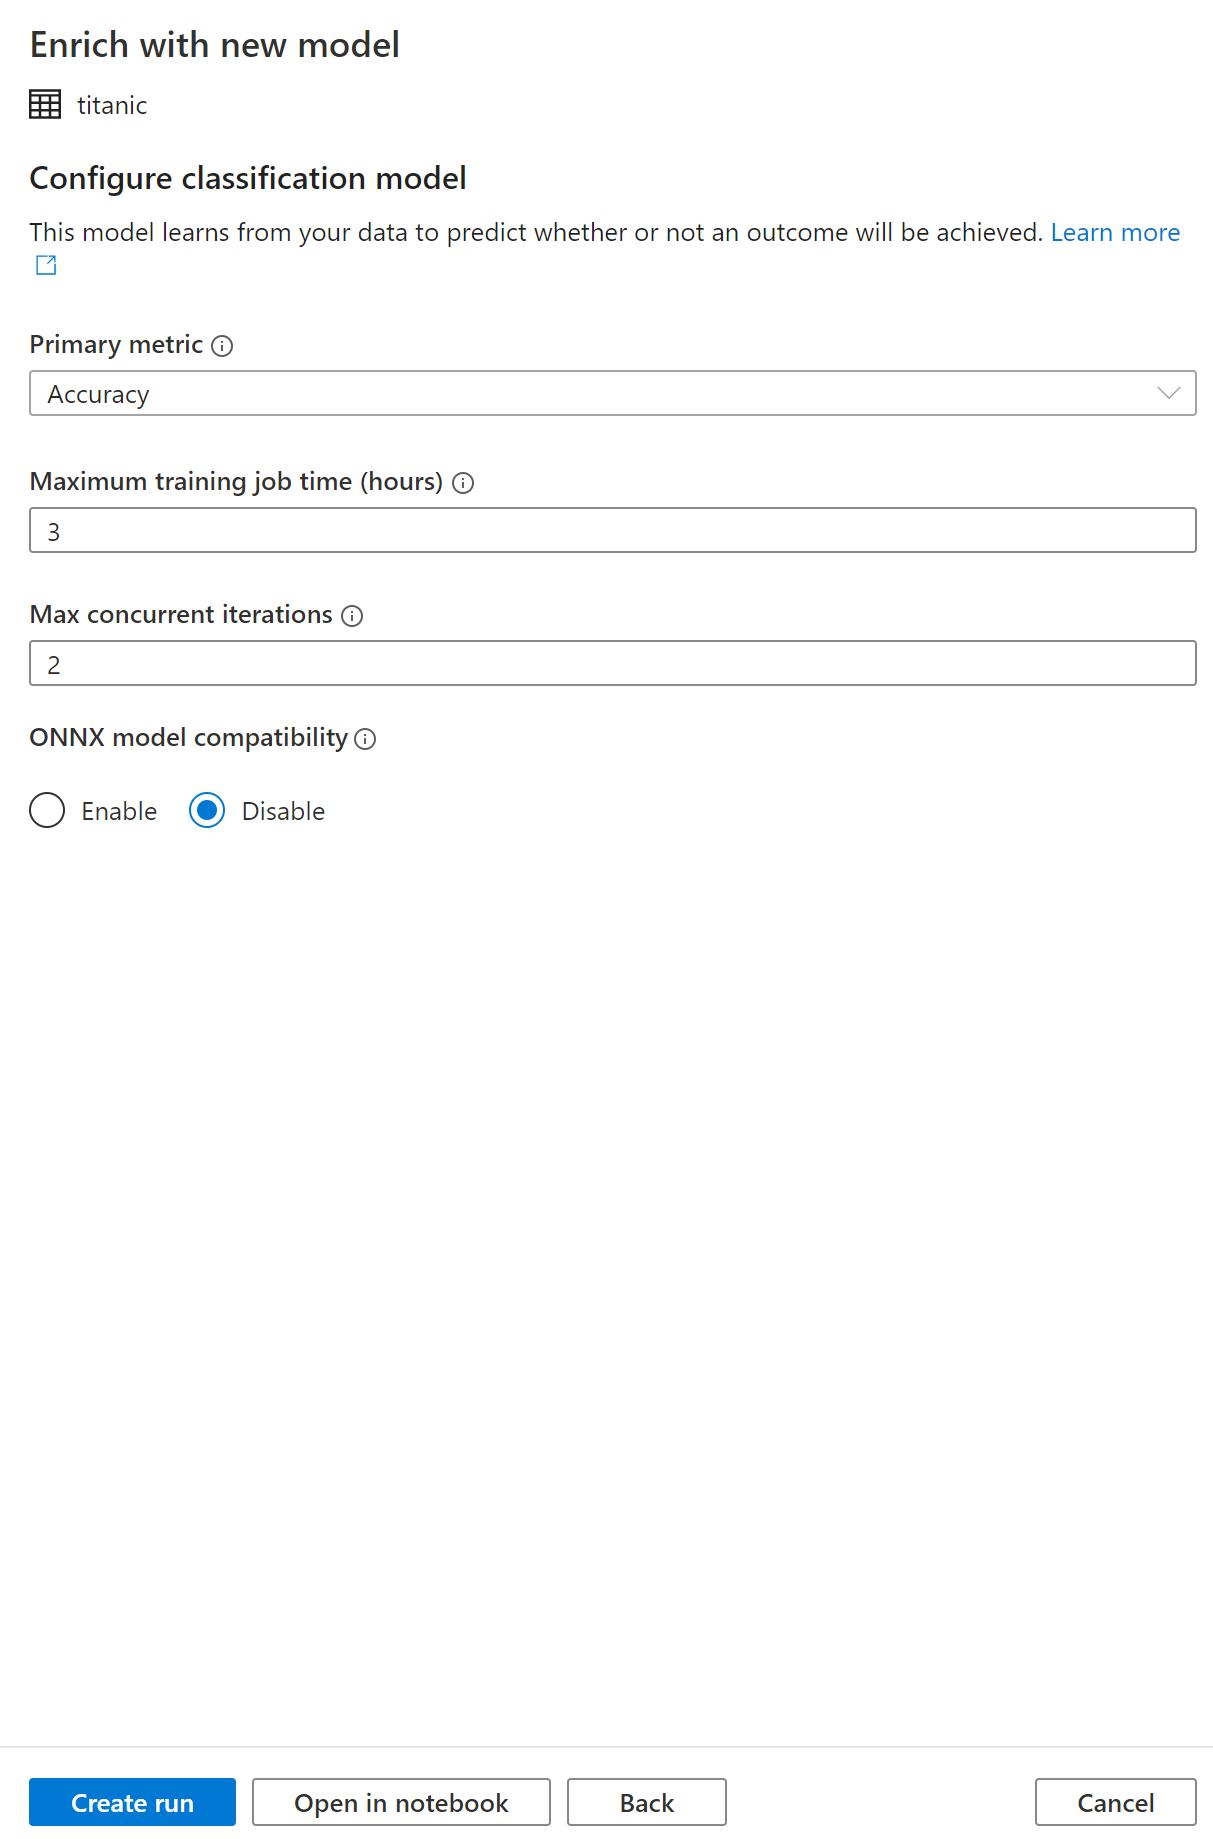 Enrich with new model
titanic
Configure classification model
This model learns from your data to predict whether or not an outcome will be achieved. Learn more
Primary metric
Accuracy
Maximum training job time (hours)
3
Max concurrent iterations
2
ONNX model compatibility
Enable Disable
Create run Open in notebook Back Cancel